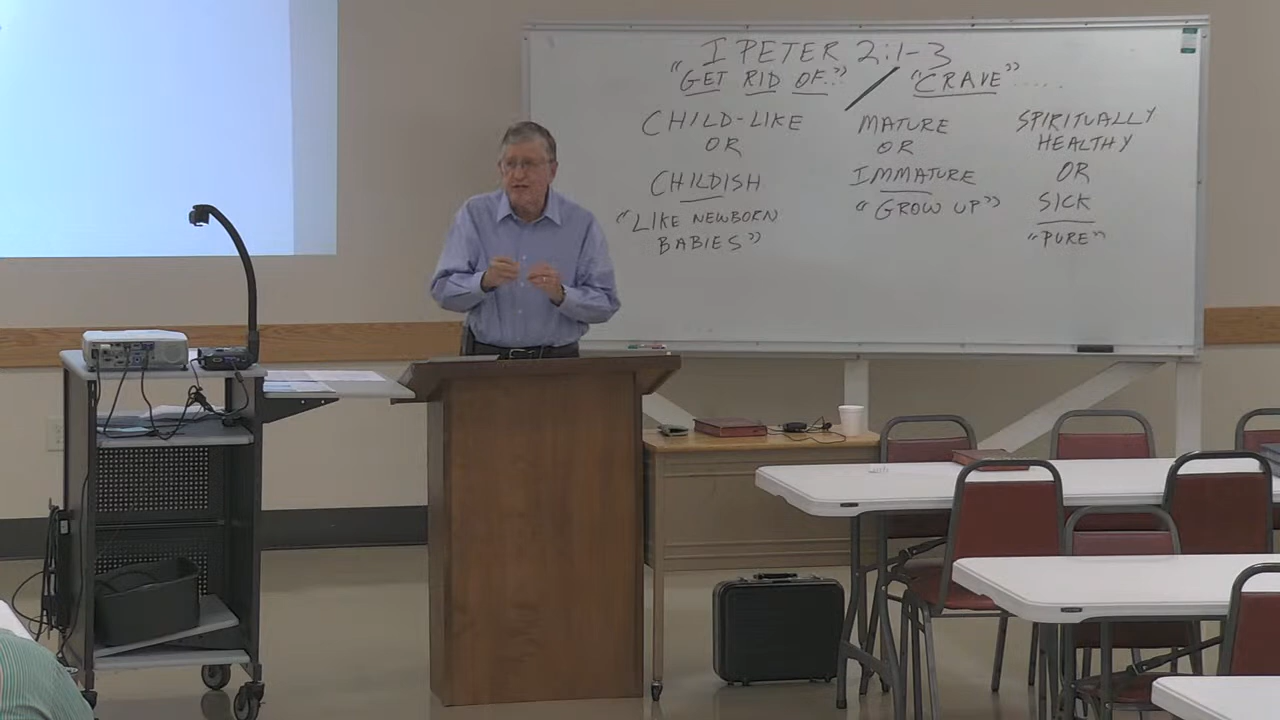 I PETER 2:1-3
"GET RID OF.." / "CRAVE".....
CHILD-LIKE
OR
CHILDISH
"LIKE NEWBORN
BABIES"
MATURE
OR
IMMATURE
"GROW UP"
SPIRITUALLY
HEALTHY
OR
SICK
"PURE"